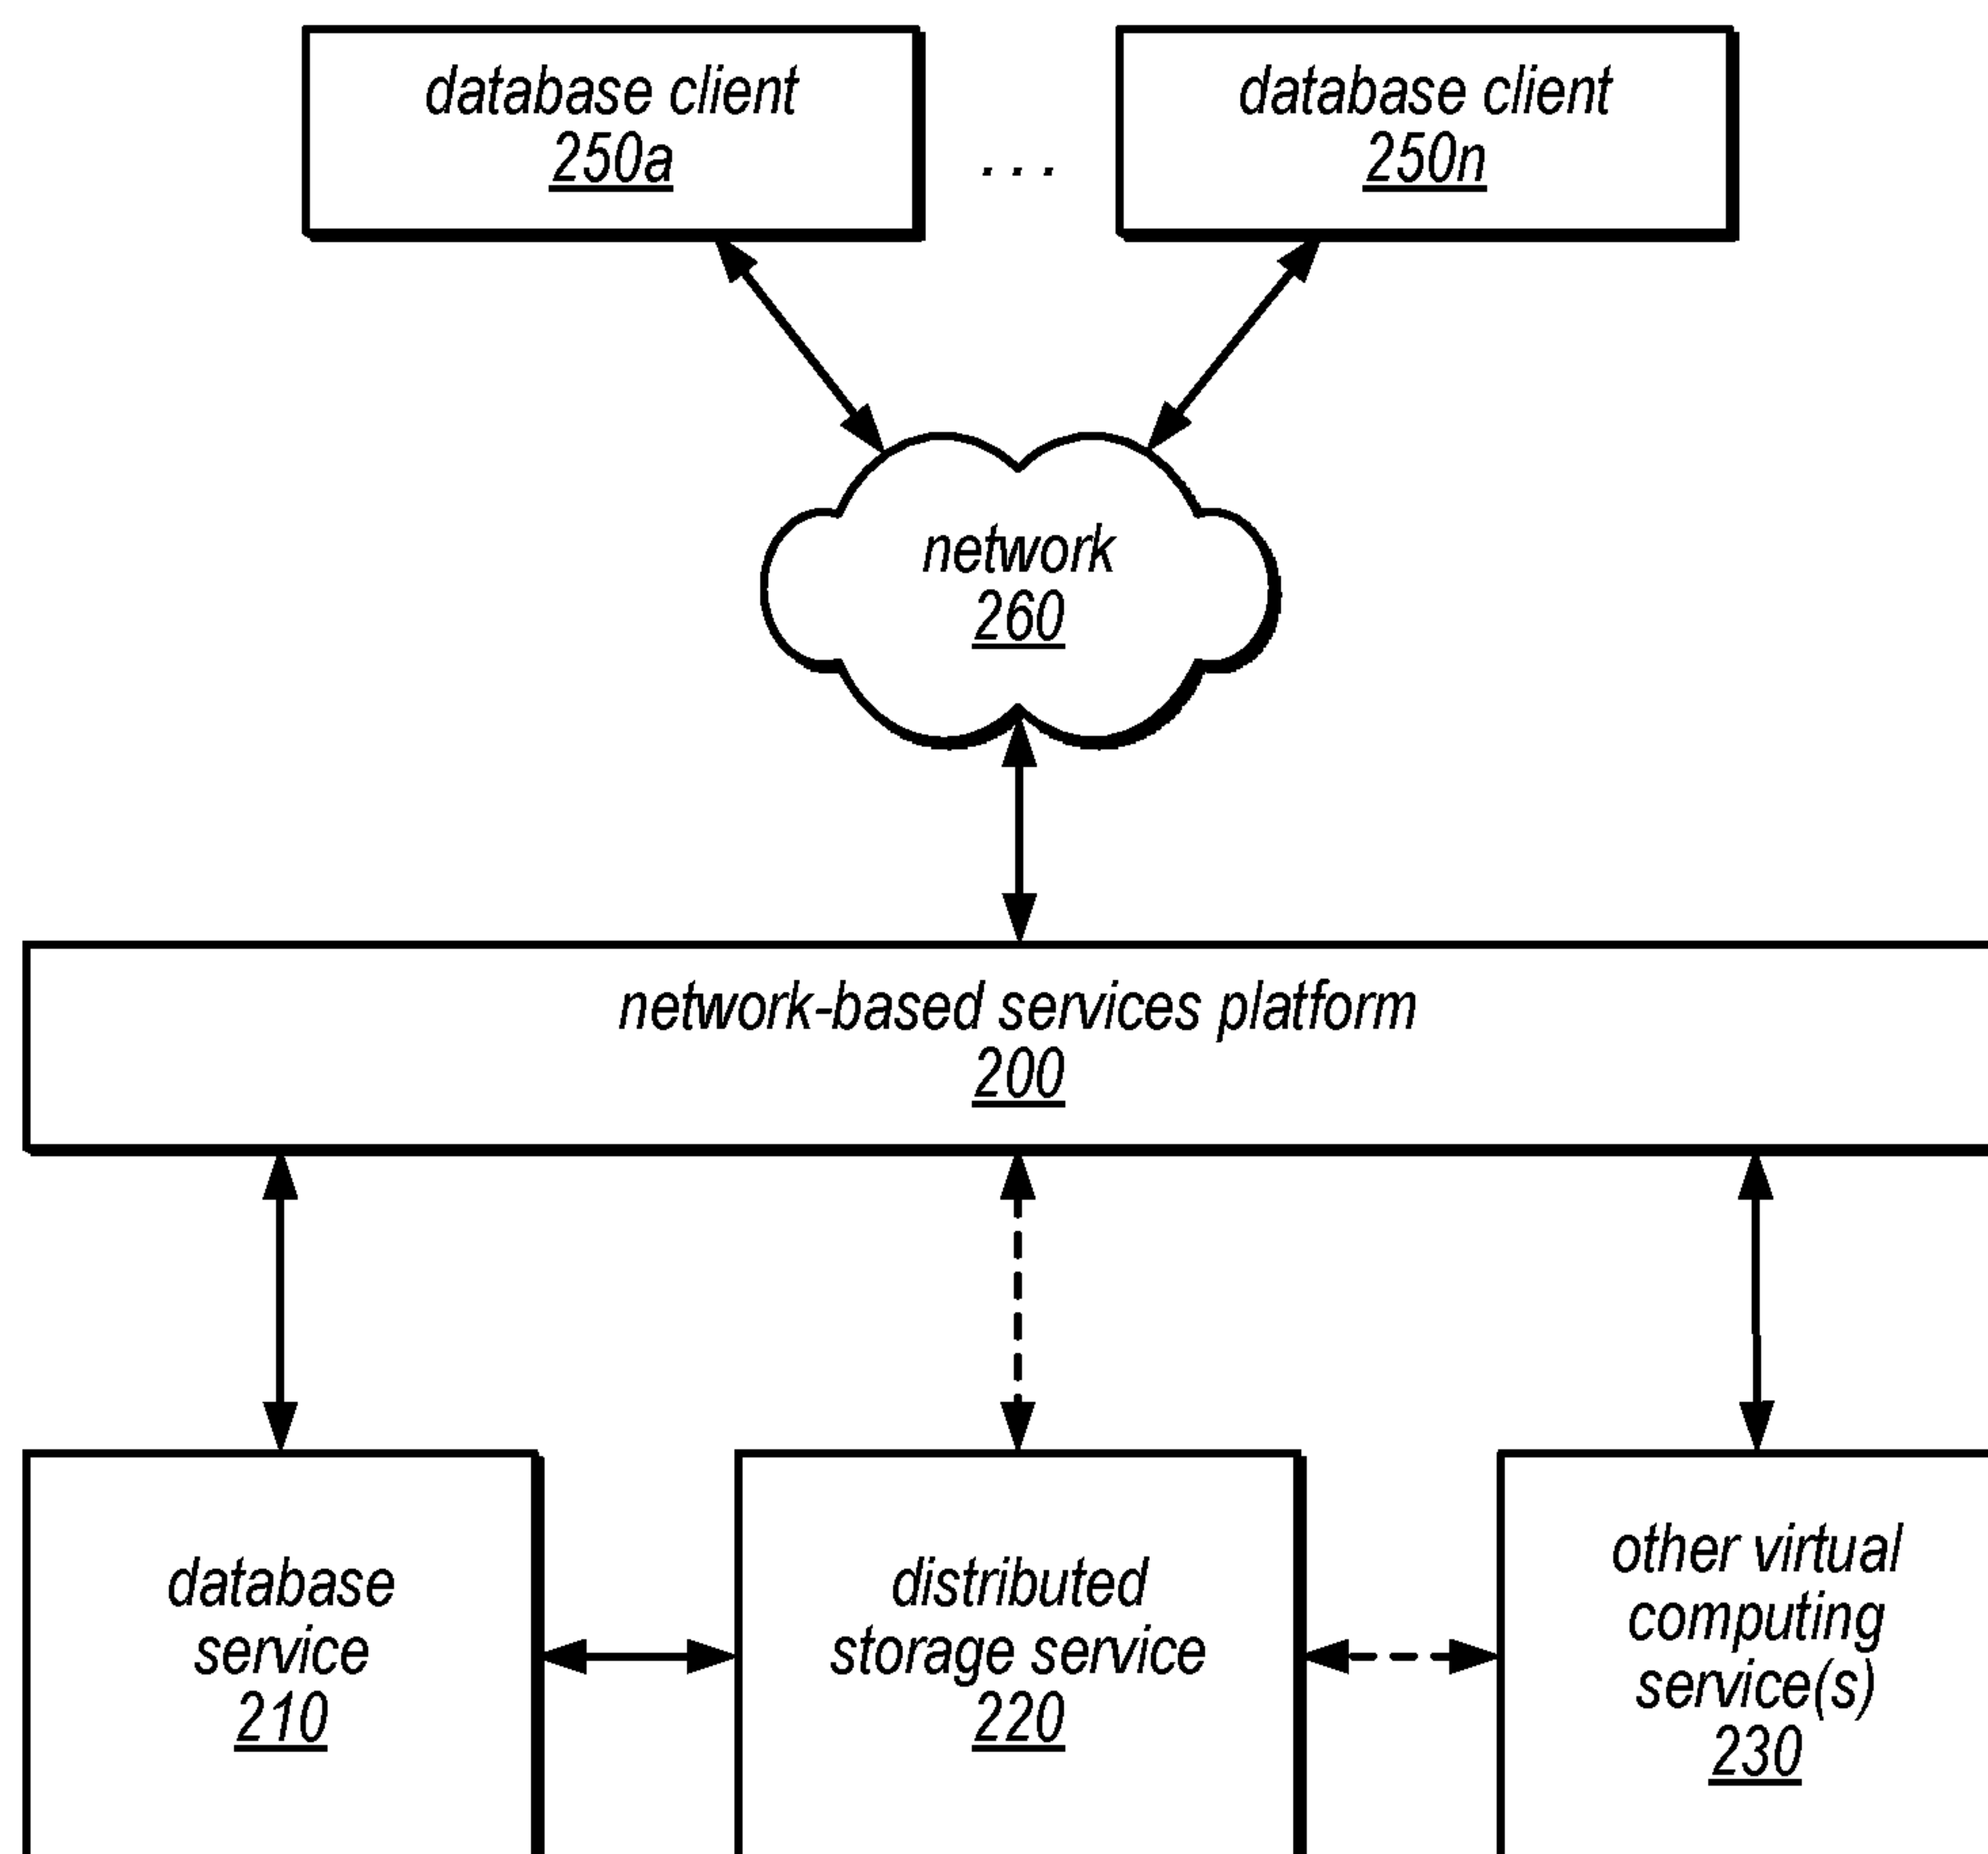 database client
250a
. . .
database client
250n
network
260
network-based services platform
200
database
service
210
distributed
storage service
220
other virtual
computing
service(s)
230